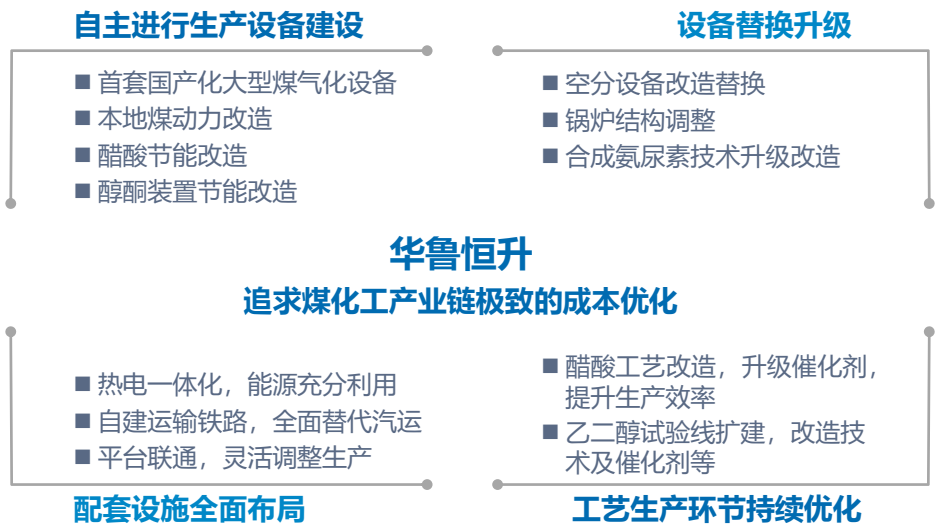 自主进行生产设备建设
■ 首套国产化大型煤气化设备
■ 本地煤动力改造
■ 醋酸节能改造
■ 醇酮装置节能改造
设备替换升级
■ 空分设备改造替换
■ 锅炉结构调整
■ 合成氨尿素技术升级改造
华鲁恒升
追求煤化工产业链极致的成本优化
■ 热电一体化，能源充分利用
■ 自建运输铁路，全面替代汽运
■ 平台联通，灵活调整生产
配套设施全面布局
■ 醋酸工艺改造，升级催化剂，
提升生产效率
■ 乙二醇试验线扩建，改造技
术及催化剂等
工艺生产环节持续优化